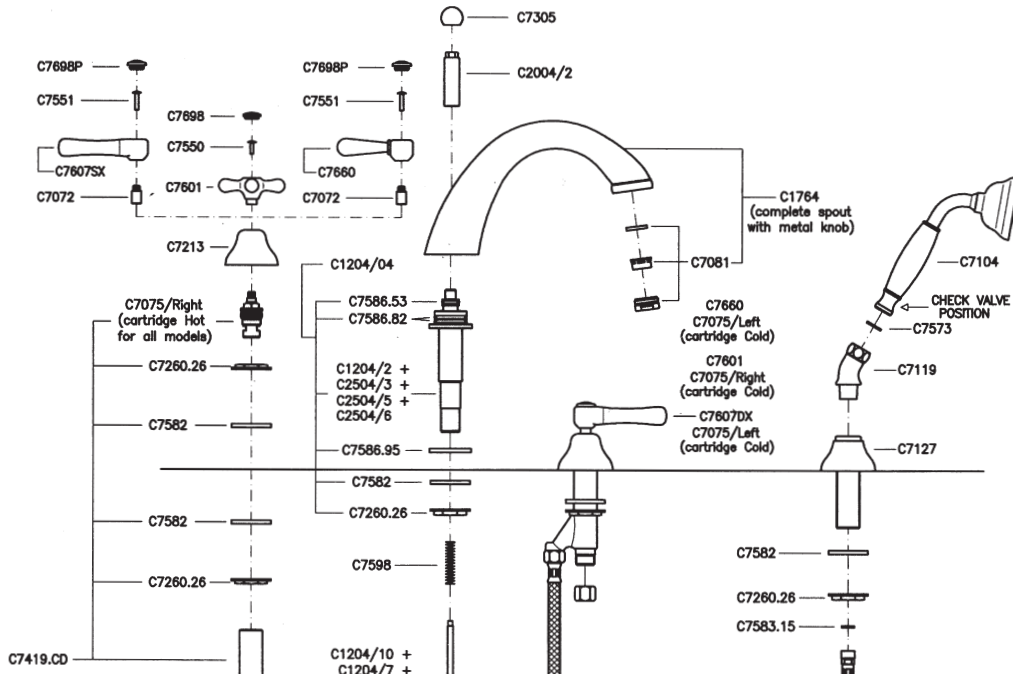 C7305
C7698P
C7698P
C2004/2
C7551
C7551
C7698
C7550
C7607SX
C7660
C7601
C7072
C7072
C1764
(complete spout
with metal knob)
C7213
C7081
C7104
C1204/04
C7586.53
C7586.82
C7075/Right
(cartridge Hot
for all models)
CHECK VALVE
POSITION
C7573
C7660
C7075/Left
(cartridge Cold)
C7260.26
C1204/2 +
C2504/3 +
C2504/5 +
C2504/6
C7601
C7075/Right
(cartridge Cold)
C7119
C7582
C7607DX
C7075/Left
(cartridge Cold)
C7586.95
C7127
C7582
C7260.26
C7582
C7598
C7582
C7260.26
C7260.26
C7583.15
C7419.CD
C1204/10 +
C1204/7 +